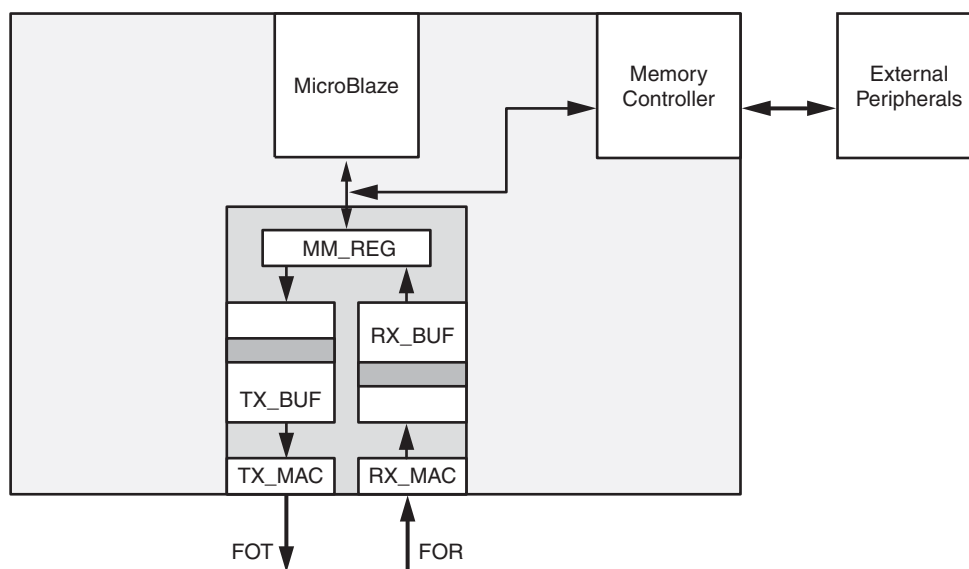 MicroBlaze
Memory
Controller
External
Peripherals
MM_REG
RX_BUF
TX_BUF
TX_MAC
RX_MAC
FOT
FOR